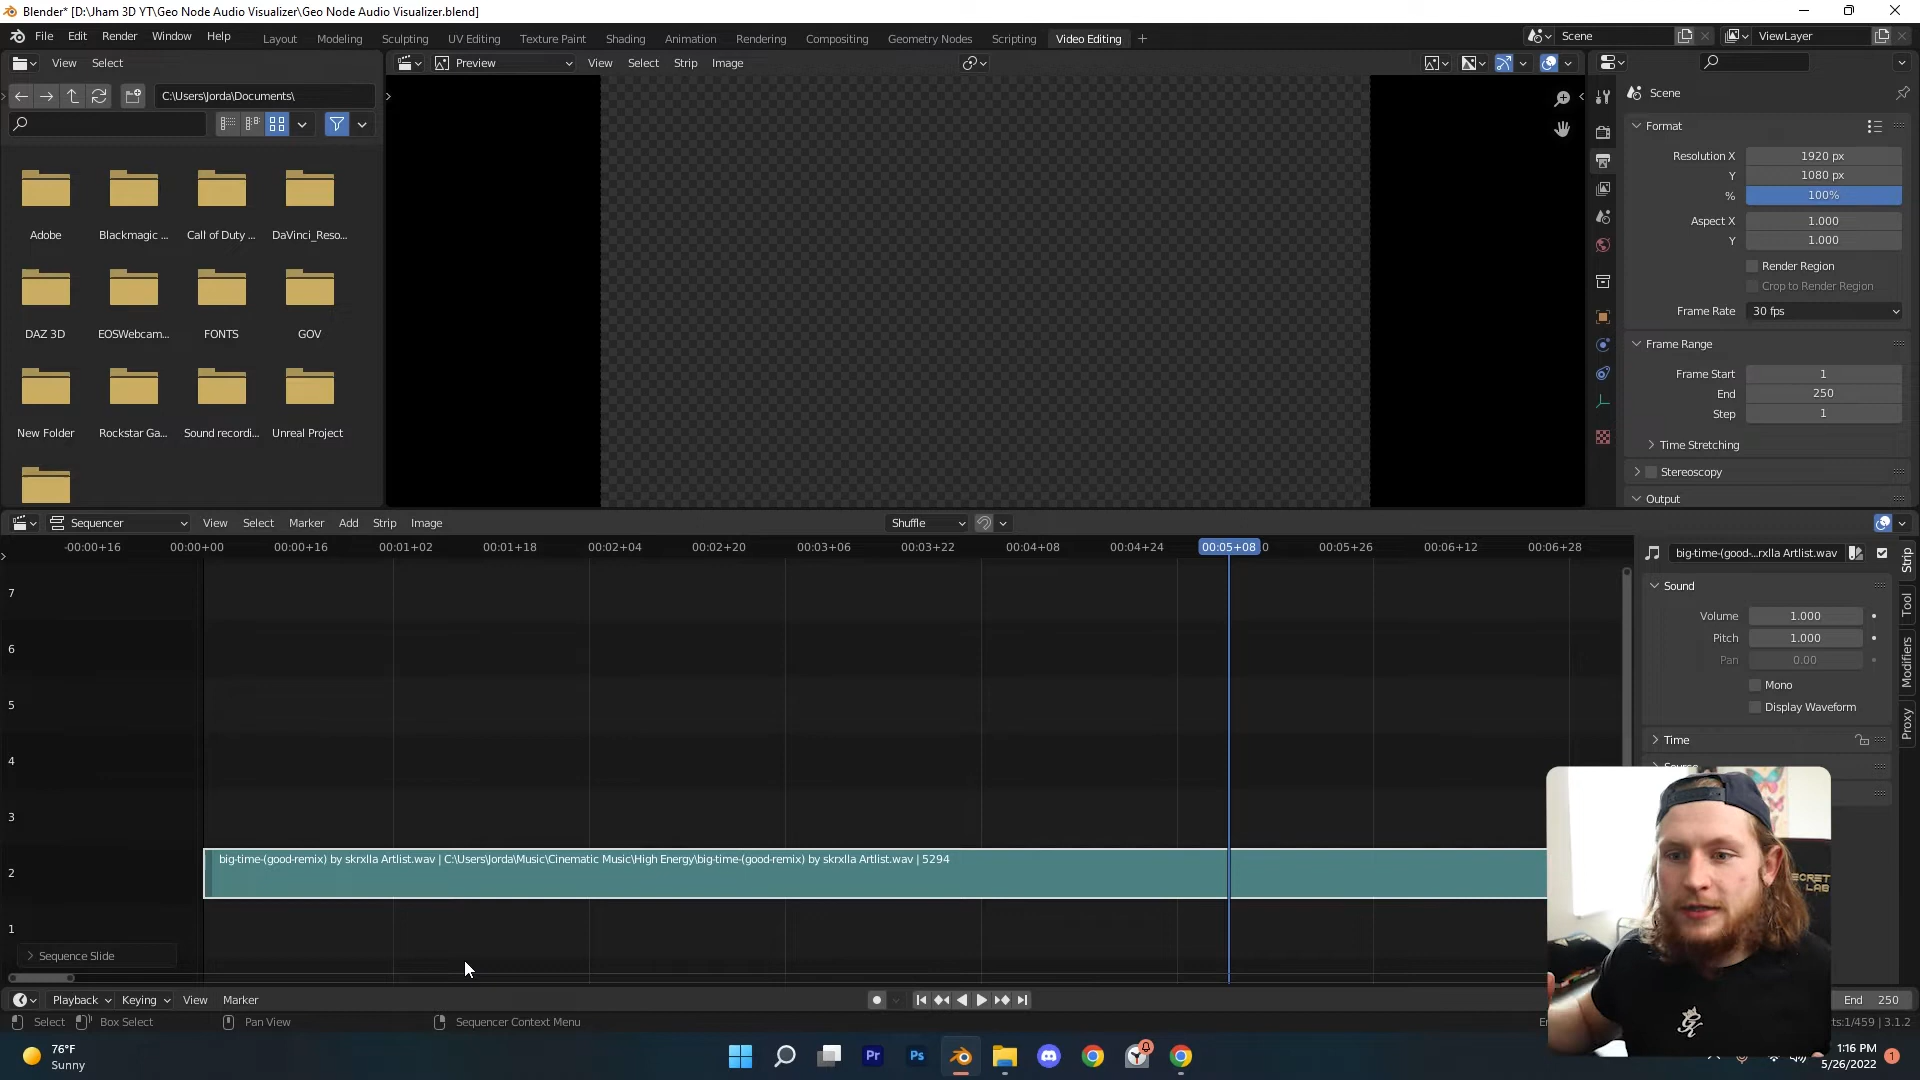 Blender* [D:\Jham 3D YT\Geo Node Audio Visualizer\Geo Node Audio Visualizer.blend]
File Edit Render Window Help Layout Modeling Sculpting UV Editing Texture Paint Shading Animation Rendering Compositing Geometry Nodes Scripting Video Editing Scene ViewLayer
View Select Preview View Select Strip Image
C:\Users\Jorda\Documents\
Adobe Blackmagic ... Call of Duty ... DaVinci_Reso...
DAZ 3D EOSWebcam... FONTS GOV
New Folder Rockstar Ga... Sound recordi... Unreal Project
Scene
Format
Resolution X 1920 px
Y 1080 px
% 100%
Aspect X 1.000
Y 1.000
Render Region
Crop to Render Region
Frame Rate 30 fps
Frame Range
Frame Start 1
End 250
Step 1
Time Stretching
Stereoscopy
Output
Sequencer View Select Marker Add Strip Image Shuffle
-00:00+16 00:00+00 00:00+16 00:01+02 00:01+18 00:02+04 00:02+20 00:03+06 00:03+22 00:04+08 00:04+24 00:05+08 0 00:05+26 00:06+12 00:06+28
7
6
5
4
3
2
1
big-time-(good-remix) by skrxlla Artlist.wav | C:\Users\Jorda\Music\Cinematic Music\High Energy\big-time-(good-remix) by skrxlla Artlist.wav | 5294
Sequence Slide
big-time-(good-...rxlla Artlist.wav
Sound
Volume 1.000
Pitch 1.000
Pan 0.00
Mono
Display Waveform
Time
Strip
Tool
Modifiers
Proxy
ECRET
LAB
Playback Keying View Marker End 250
Select Box Select Pan View Sequencer Context Menu ts:1/459 | 3.1.2
76°F
Sunny
Pr Ps
1:16 PM
5/26/2022
1